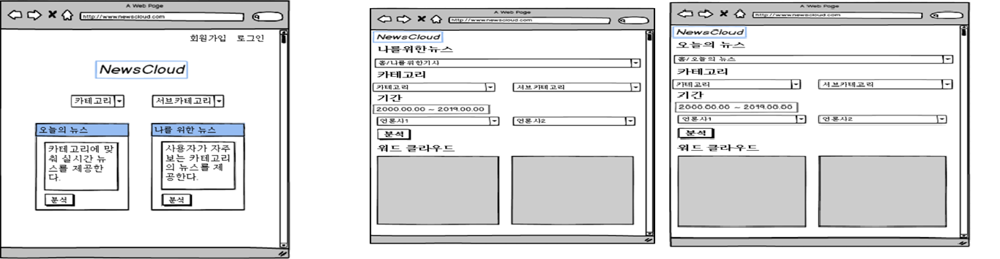 A Web Page
http://www.newscloud.com
회원가입 로그인
NewsCloud
카테고리 서브카테고리
오늘의 뉴스
카테고리에 맞
춰 실시간 뉴
스를 제공한
다.
분석
나를 위한 뉴스
사용자가 자주
보는 카테고리
의 뉴스를 제
공한다.
분석
A Web Page
http://www.newscloud.com
NewsCloud
나를위한뉴스
홈/나를위한기사
카테고리
카테고리 서브카테고리
기간
2000.00.00 ~ 2019.00.00
언론사1 언론사2
분석
워드 클라우드
A Web Page
http://www.newscloud.com
NewsCloud
오늘의 뉴스
홈/오늘의 뉴스
카테고리
카테고리 서브카테고리
기간
2000.00.00 ~ 2019.00.00
언론사1 언론사2
분석
워드 클라우드